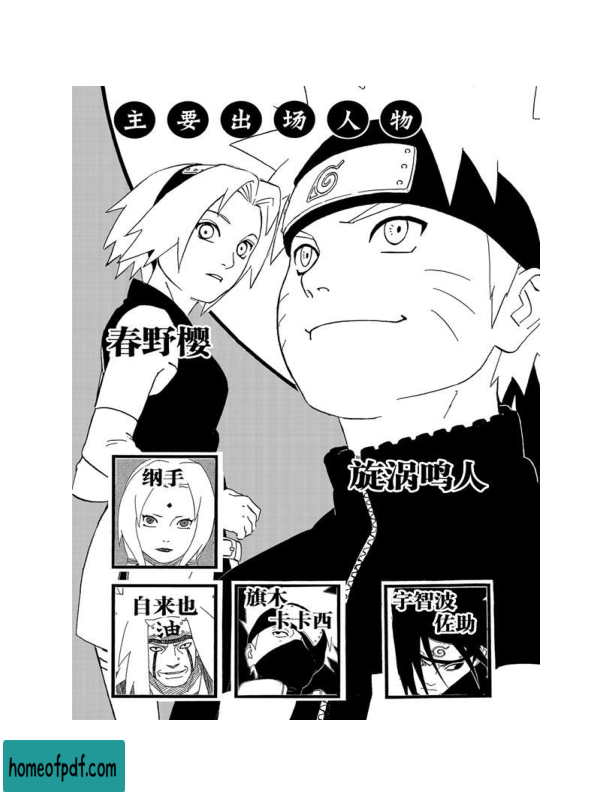 主要出场人物
春野樱
旋涡鸣人
纲手
自来也
油
旗木
卡卡西
宇智波
佐助
homeofpdf.com